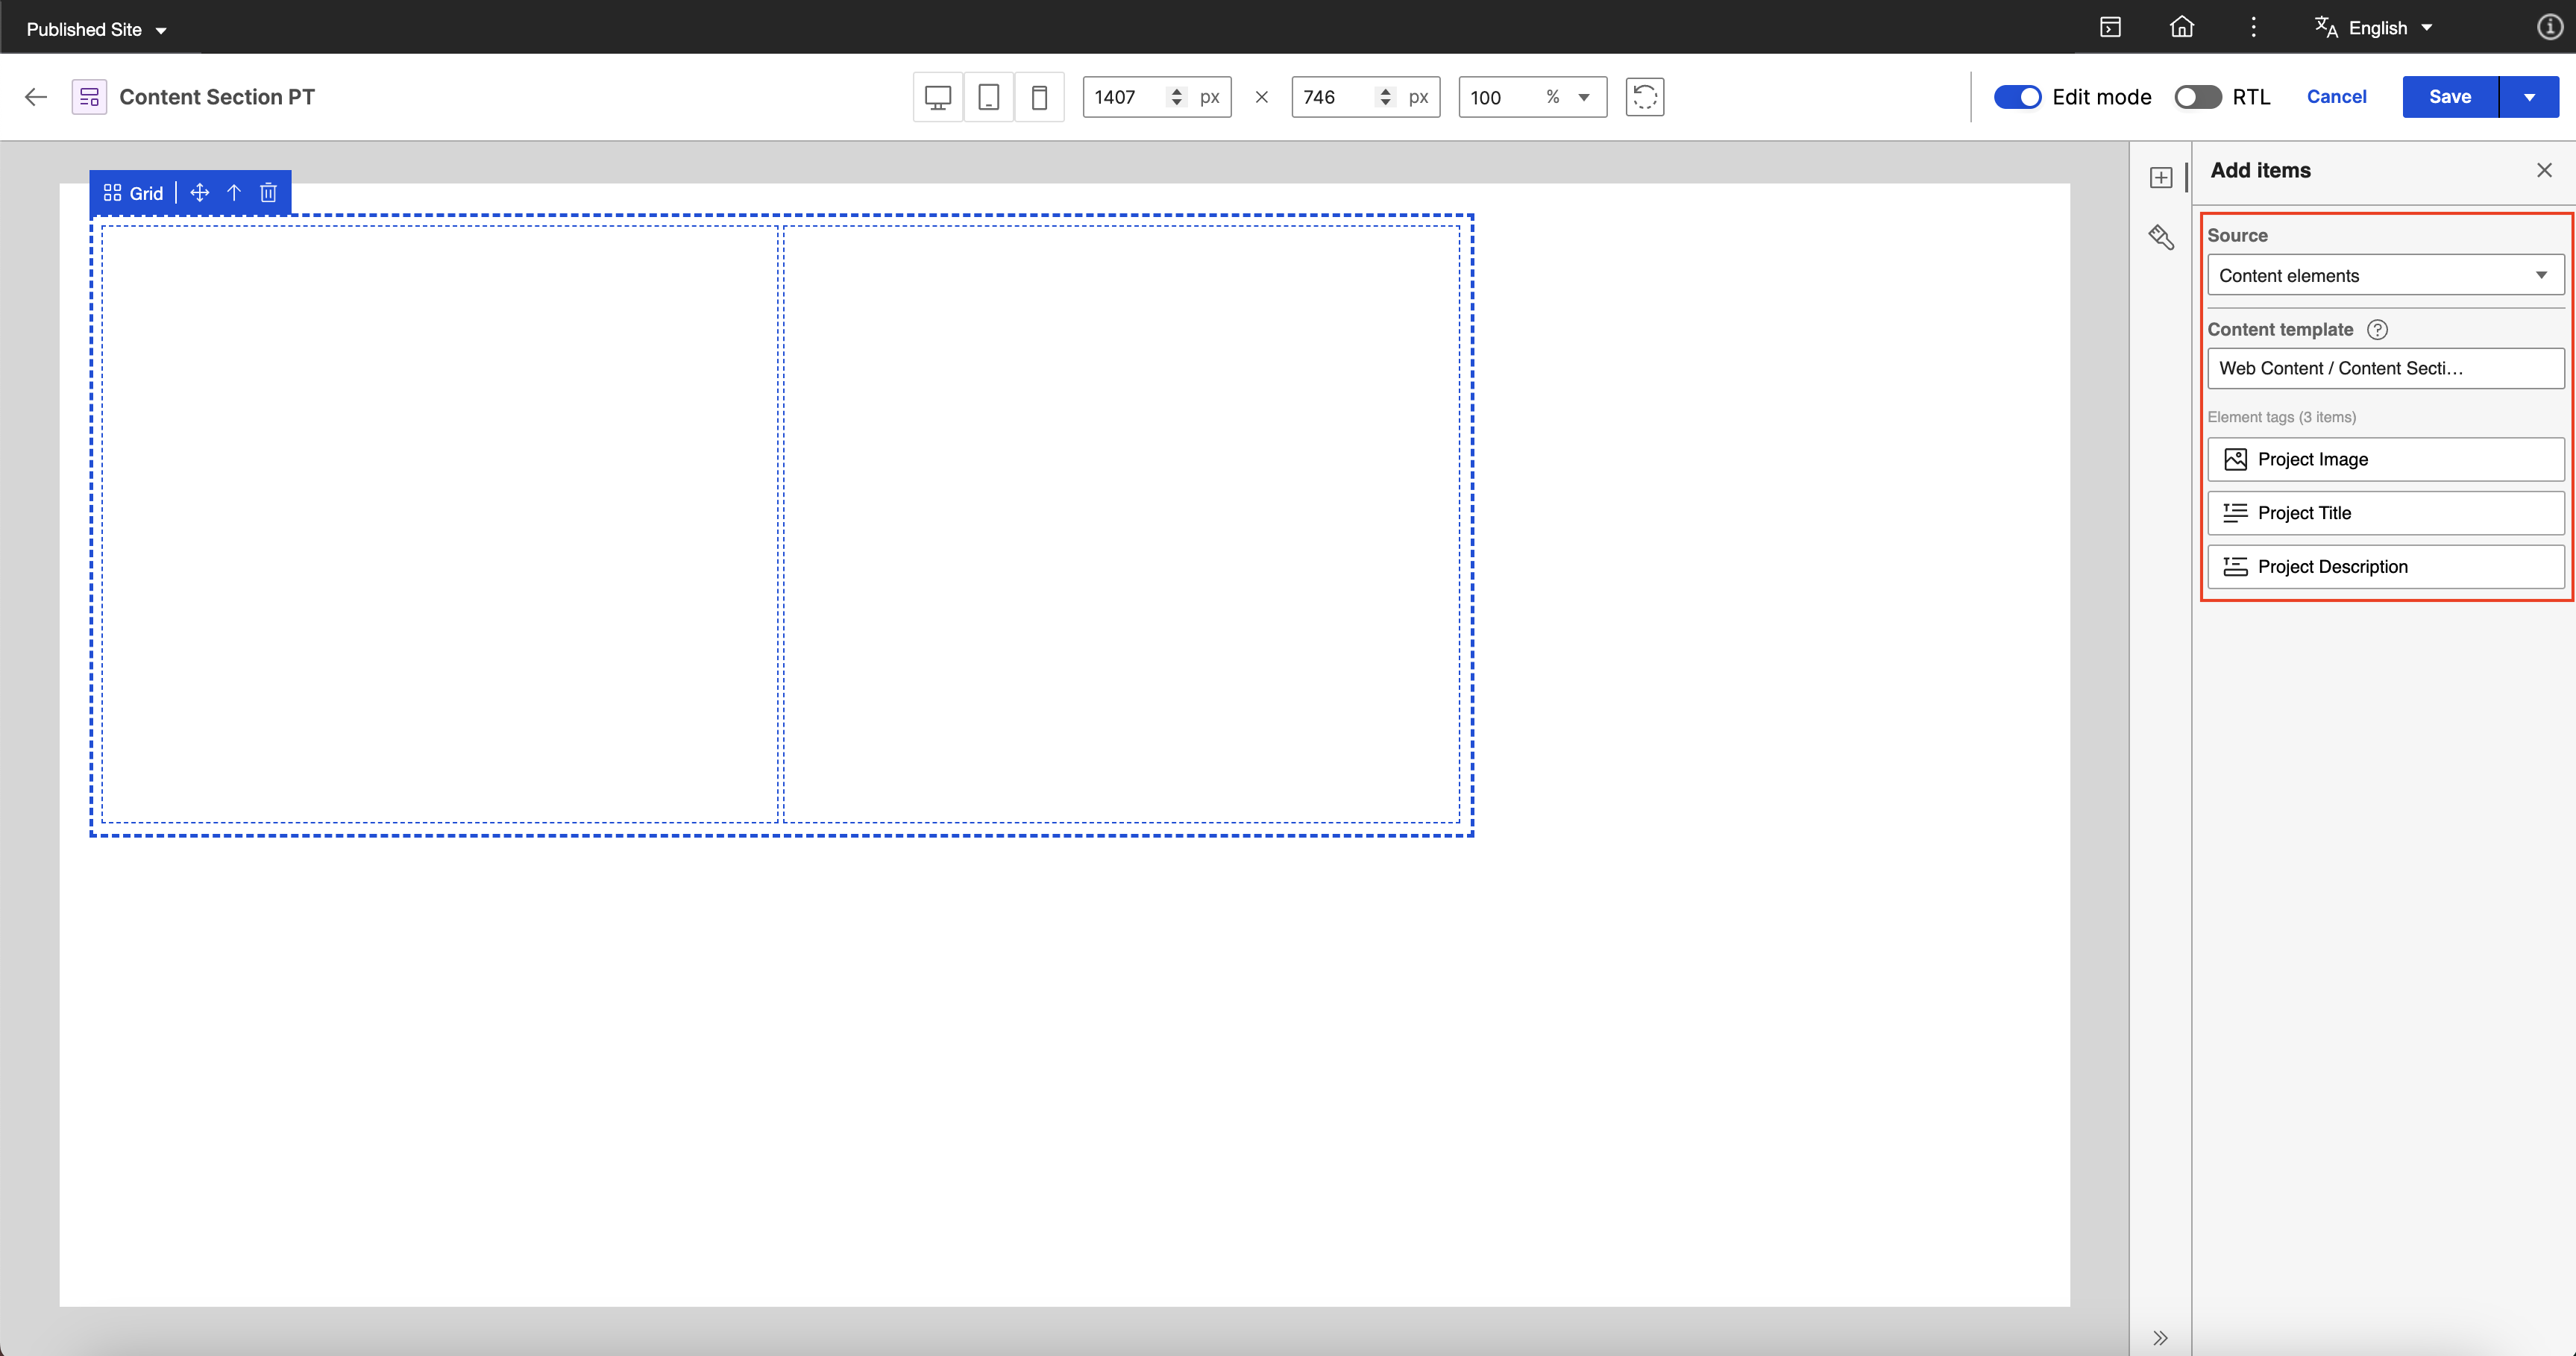 Published Site
English
Content Section PT
1407 px
746 px
100 %
Edit mode
RTL
Cancel
Save
Grid
Add items
Source
Content elements
Content template
Web Content / Content Secti...
Element tags (3 items)
Project Image
Project Title
Project Description